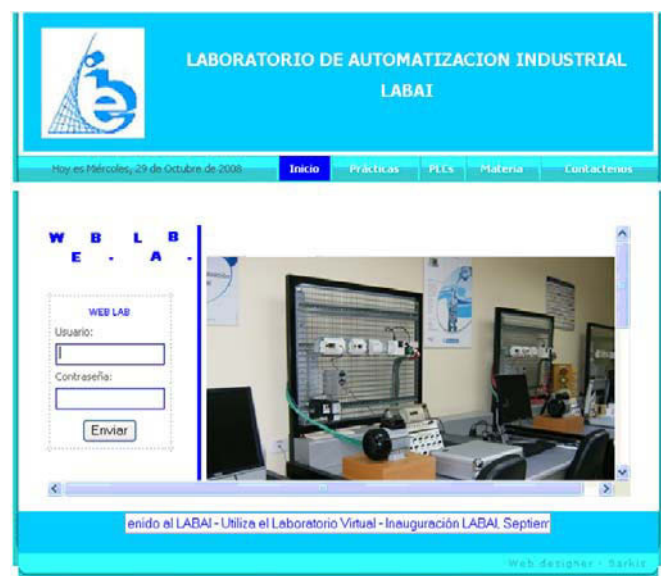 LABORATORIO DE AUTOMATIZACION INDUSTRIAL
LABAI
Hoy es Miércoles, 29 de Octubre de 2008
Inicio
Prácticas
PLCs
Materia
Contactenos
W B L B
E . A .
WEB LAB
Usuario:
Contraseña:
Enviar
enido al LABAI - Utiliza el Laboratorio Virtual - Inauguración LABAI, Septiem
Web designer - Sarkis